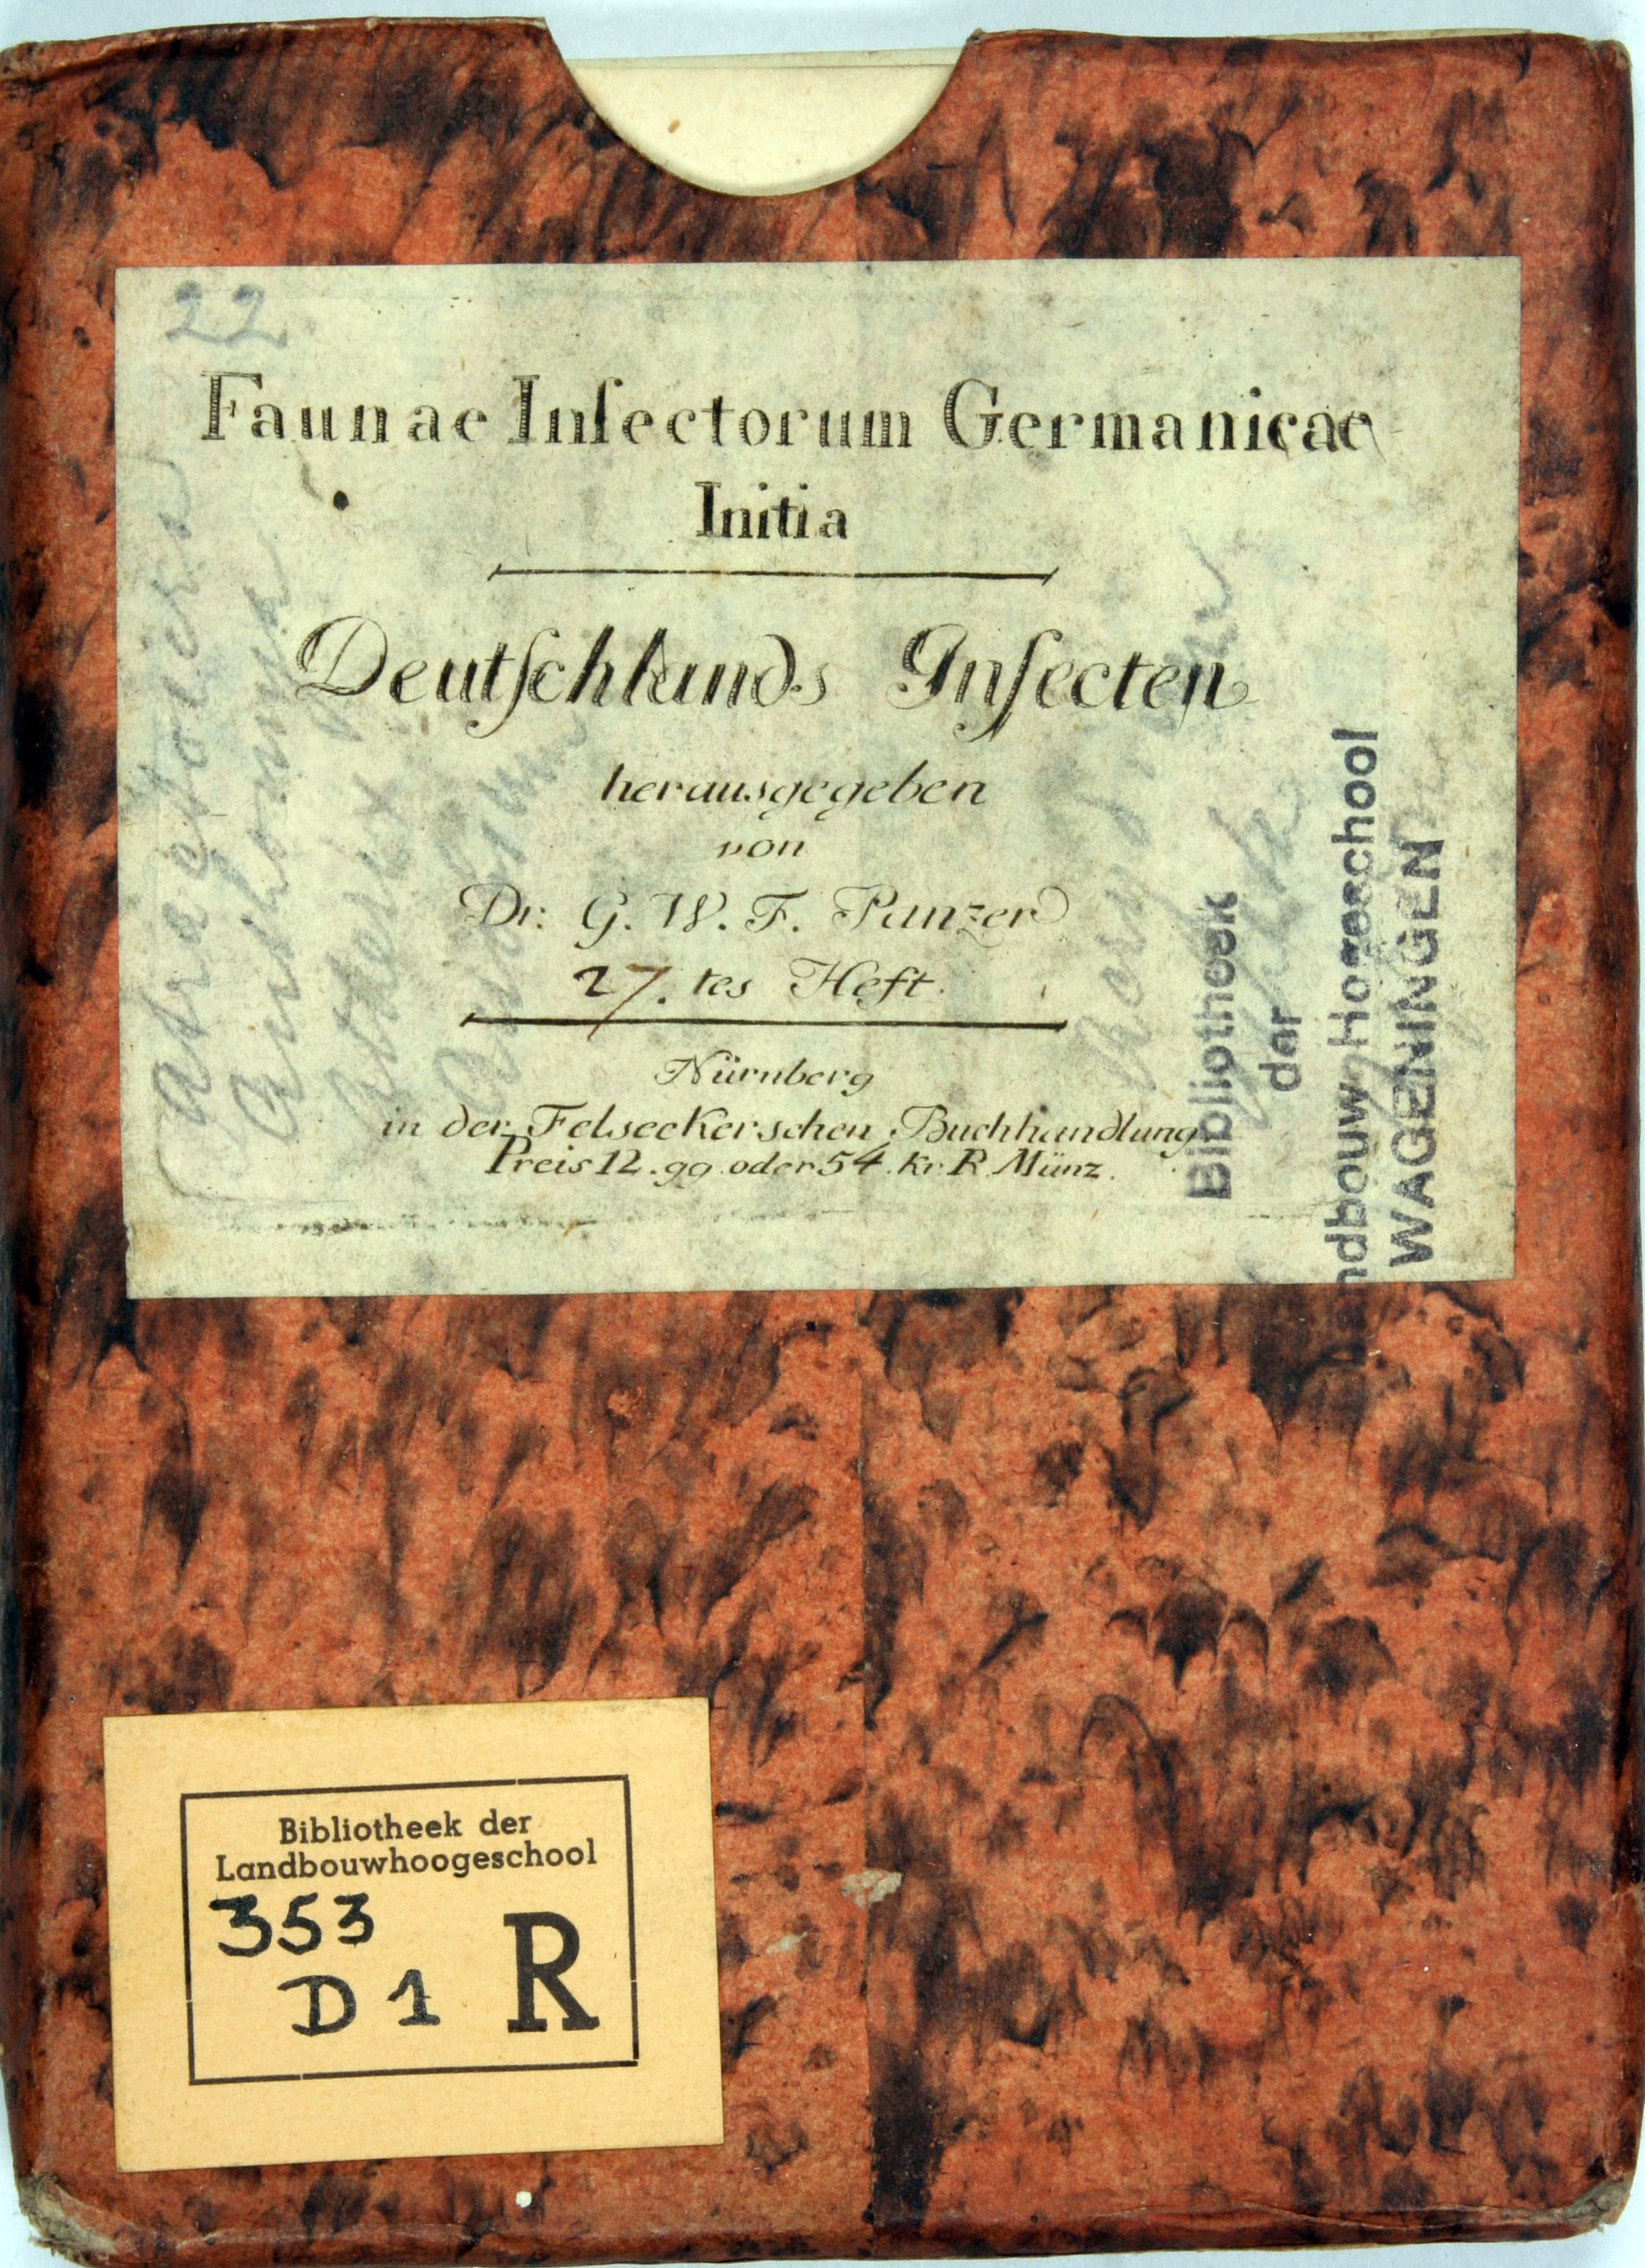 22
Faunae Inſectorum Germanicae
Initia
Deutſchlands Inſecten
herausgegeben
von
Dr: G. W. F. Panzer
27. tes Heft.
Nürnberg
in der Felseckerschen Buchhandlung
Preis 12. gg oder 54. kr. R. Münz.
Bibliotheek
der
Landbouw Hogeschool
WAGENINGEN
Bibliotheek der
Landbouwhoogeschool
353
D 1 R